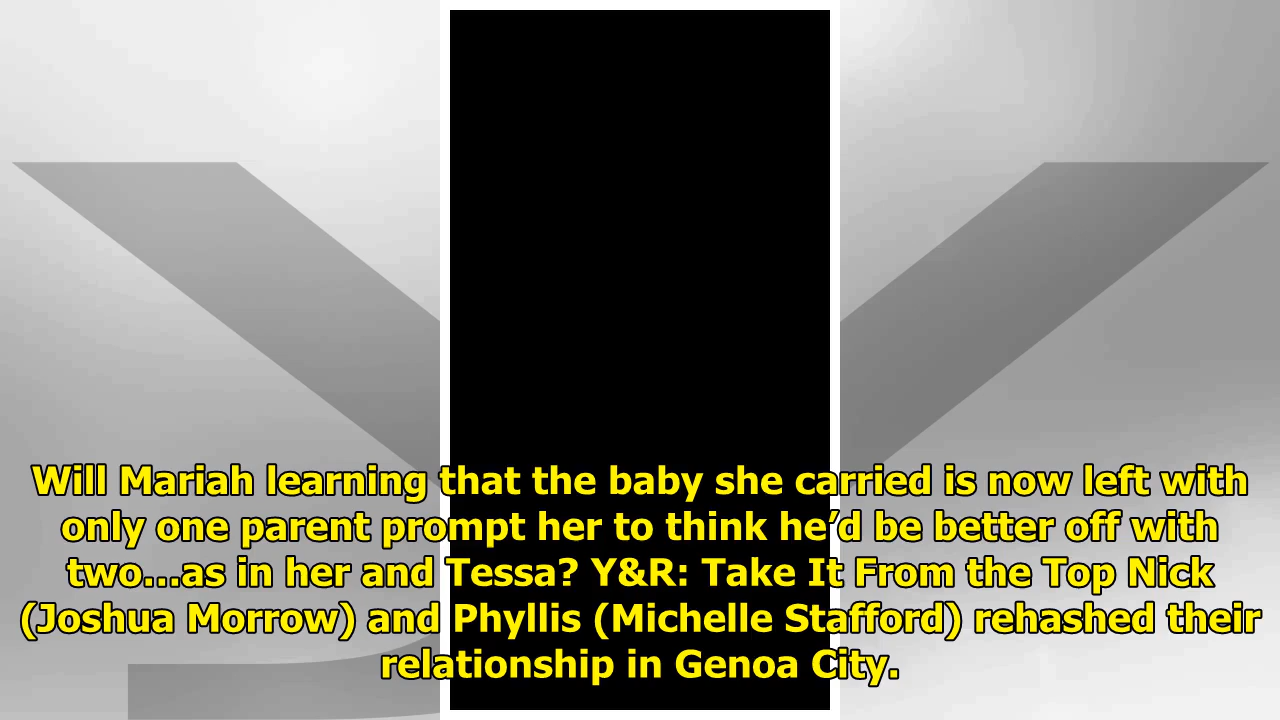 Will Mariah learning that the baby she carried is now left with
only one parent prompt her to think he’d be better off with
two...as in her and Tessa? Y&R: Take It From the Top Nick
(Joshua Morrow) and Phyllis (Michelle Stafford) rehashed their
relationship in Genoa City.